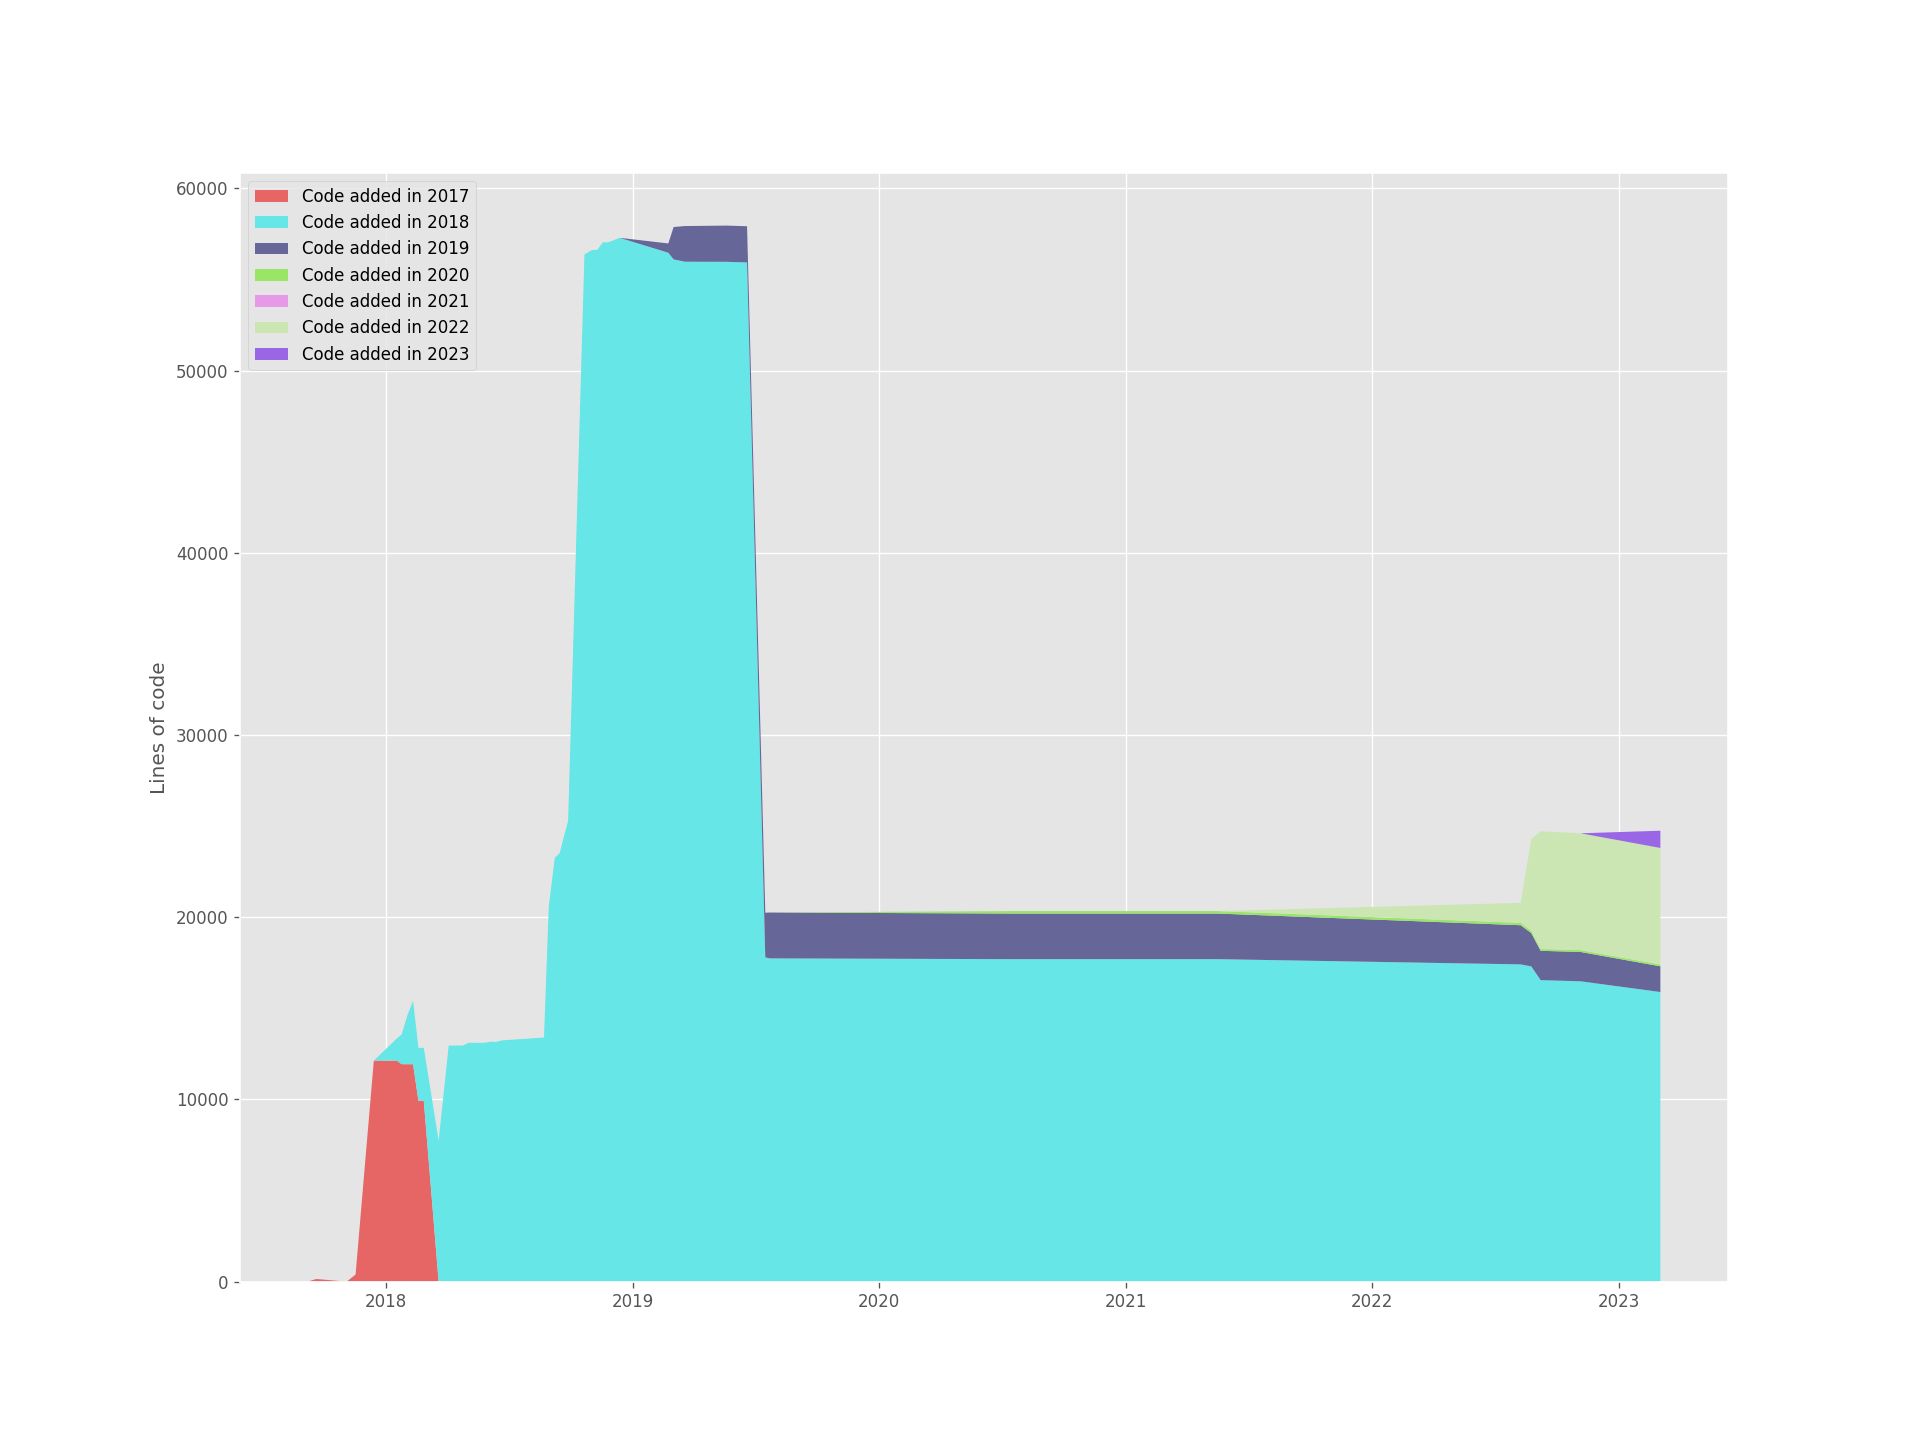 60000
50000
40000
30000
20000
10000
0
Lines of code
Code added in 2017
Code added in 2018
Code added in 2019
Code added in 2020
Code added in 2021
Code added in 2022
Code added in 2023
2018
2019
2020
2021
2022
2023